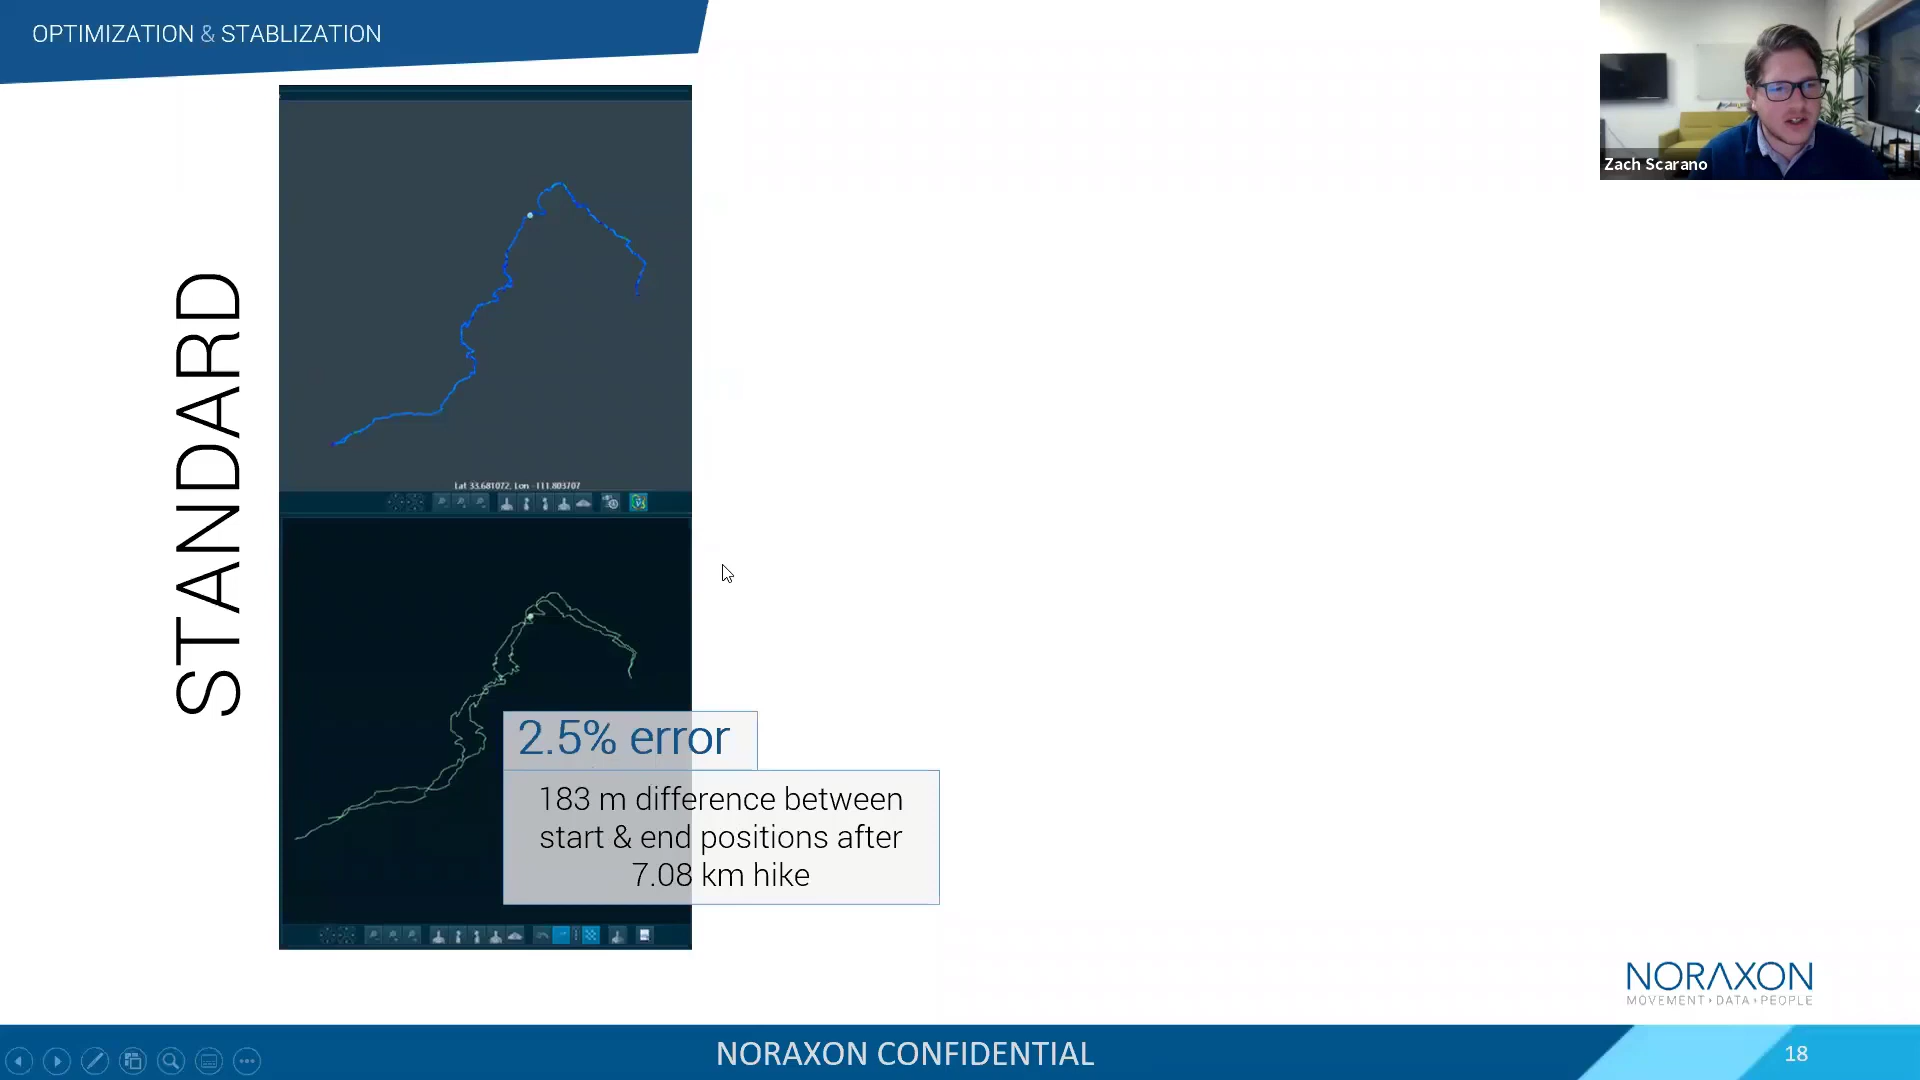 OPTIMIZATION & STABLIZATION
Zach Scarano
STANDARD
Lat 33.681072, Lon -111.803707
2.5% error
183 m difference between
start & end positions after
7.08 km hike
NORAXON
MOVEMENT • DATA • PEOPLE
NORAXON CONFIDENTIAL
18